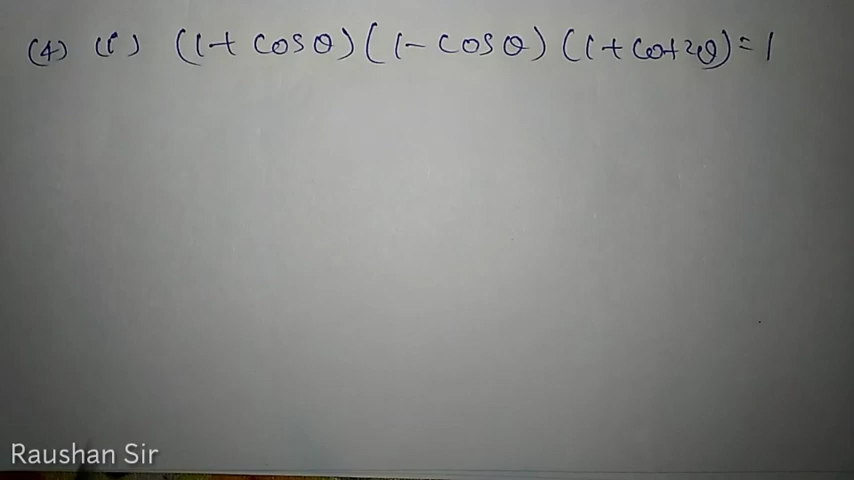 (4) (i) (1+ cosθ)(1- cosθ)(1+cot2θ)=1
Raushan Sir